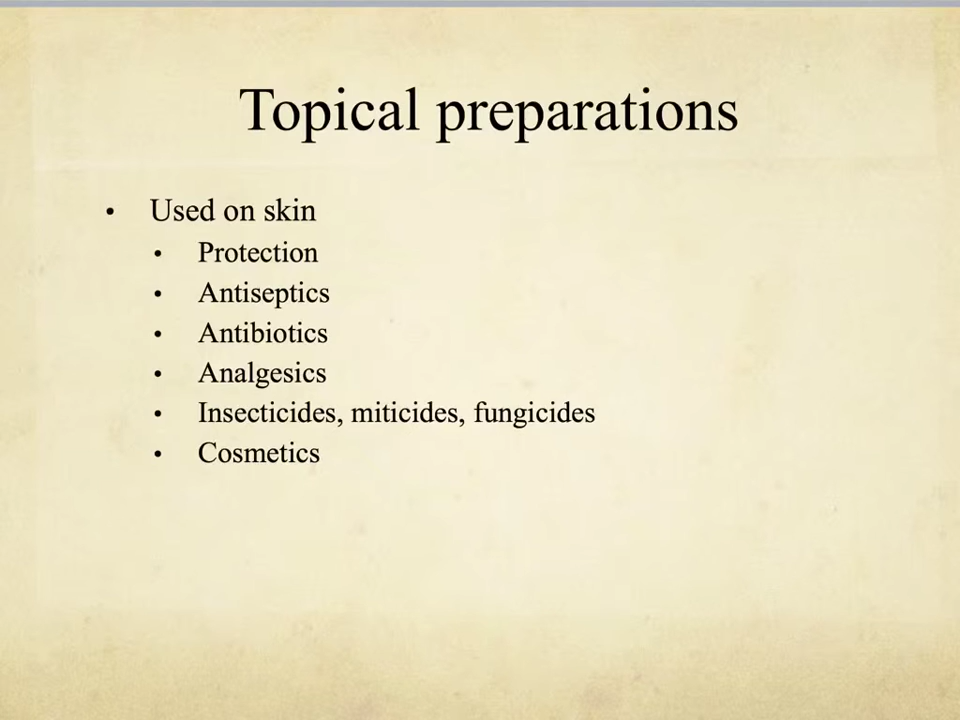 Topical preparations
• Used on skin
• Protection
• Antiseptics
• Antibiotics
• Analgesics
• Insecticides, miticides, fungicides
• Cosmetics